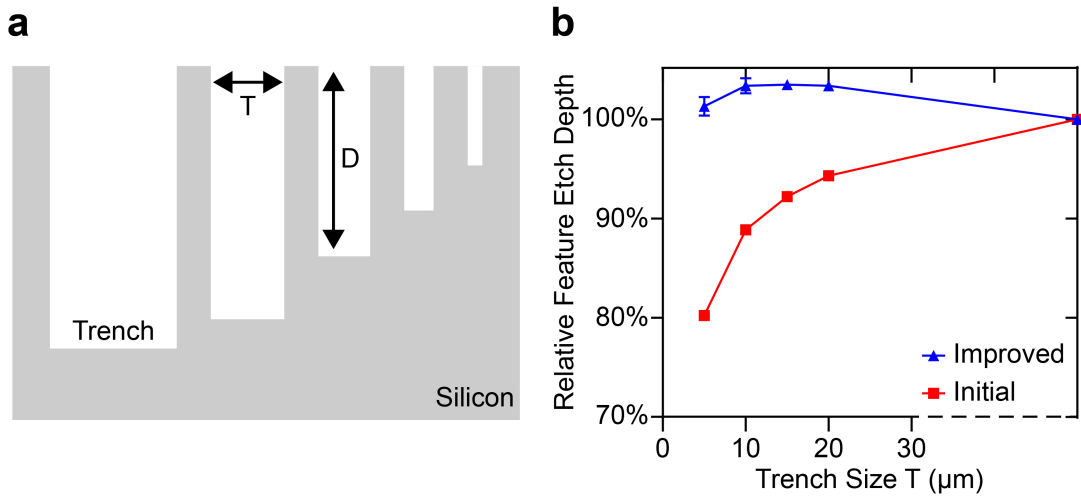 a
T
D
Trench
Silicon
b
Relative Feature Etch Depth
100%
90%
80%
70%
Improved
Initial
0 10 20 30
Trench Size T (μm)